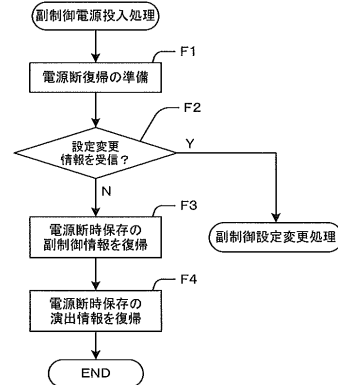 副制御電源投入処理
F1
電源断復帰の準備
F2
設定変更
情報を受信？
Y
N
F3
電源断時保存の
副制御情報を復帰
副制御設定変更処理
F4
電源断時保存の
演出情報を復帰
END